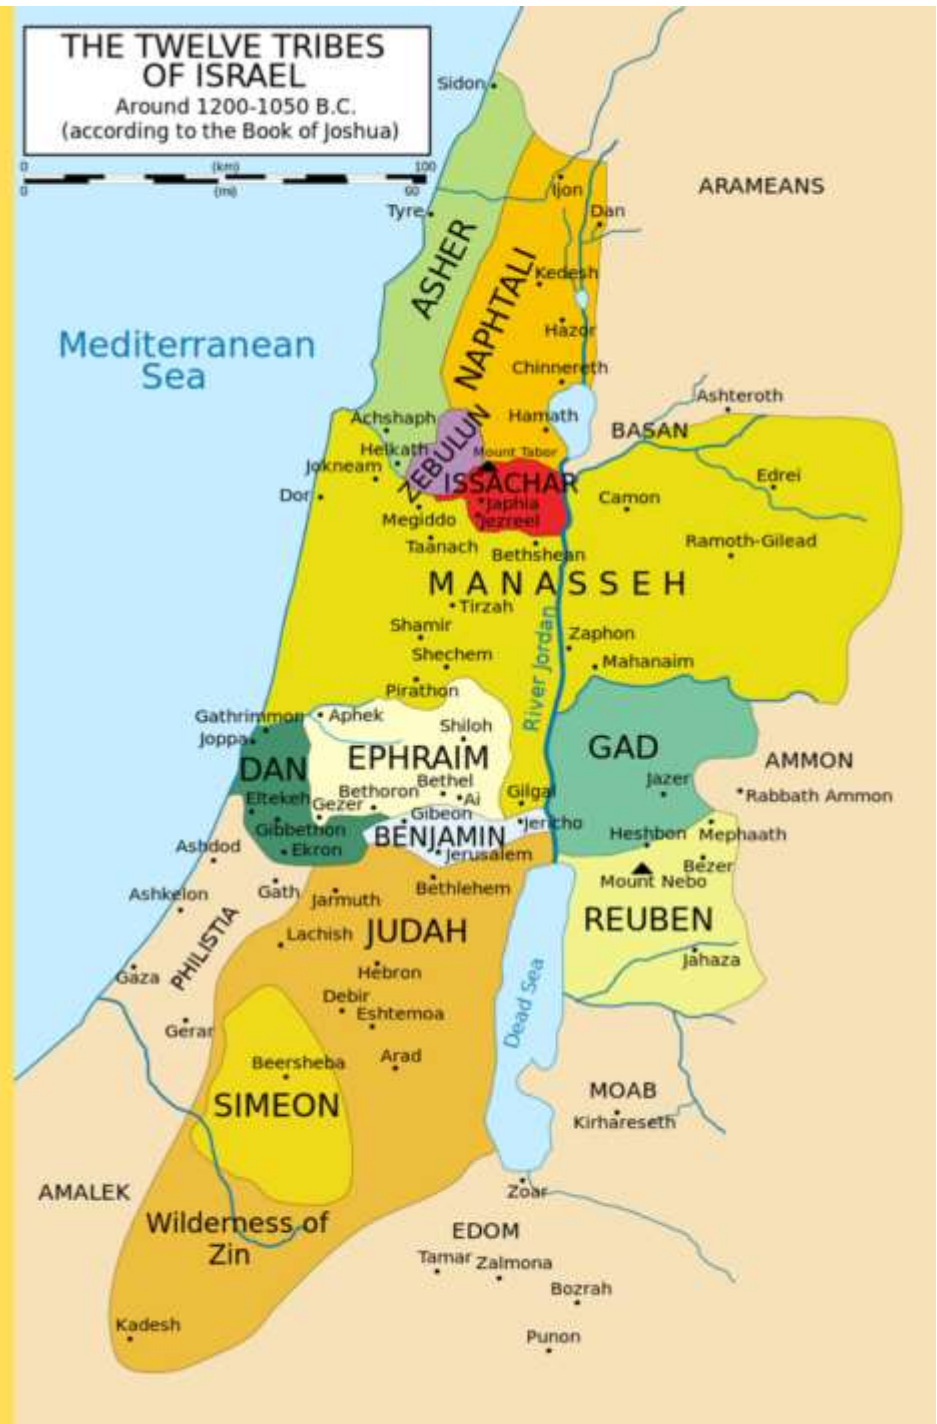 THE TWELVE TRIBES
OF ISRAEL
Around 1200-1050 B.C.
(according to the Book of Joshua)
0 (km) 100
0 (mi) 60
Sidon
ARAMEANS
Ijon
Tyre
Dan
ASHER
NAPHTALI
Kedesh
Hazor
Mediterranean
Sea
Chinnereth
Ashteroth
Achshaph
Hamath
BASAN
ZEBULUN
Helkath
Mount Tabor
Jokneam
ISSACHAR
Edrei
Dor
Japhia
Camon
Megiddo
Jezreel
Taanach
Bethshean
Ramoth-Gilead
MANASSEH
Tirzah
Shamir
River Jordan
Zaphon
Shechem
Mahanaim
Pirathon
Gathrimmon
Aphek
Joppa
Shiloh
EPHRAIM
GAD
DAN
AMMON
Bethel
Jazer
Eltekeh
Bethoron
Ai
Gilgal
Rabbath Ammon
Gezer
Gibeon
Jericho
Gibbethon
BENJAMIN
Heshbon
Mephaath
Ashdod
Ekron
Jerusalem
Bezer
Mount Nebo
Ashkelon
Gath
Jarmuth
Bethlehem
REUBEN
PHILISTIA
Lachish
JUDAH
Jahaza
Gaza
Hebron
Debir
Dead Sea
Eshtemoa
Gerar
Beersheba
Arad
SIMEON
MOAB
Kirhareseth
AMALEK
Zoar
Wilderness of
Zin
EDOM
Tamar
Zalmona
Bozrah
Kadesh
Punon